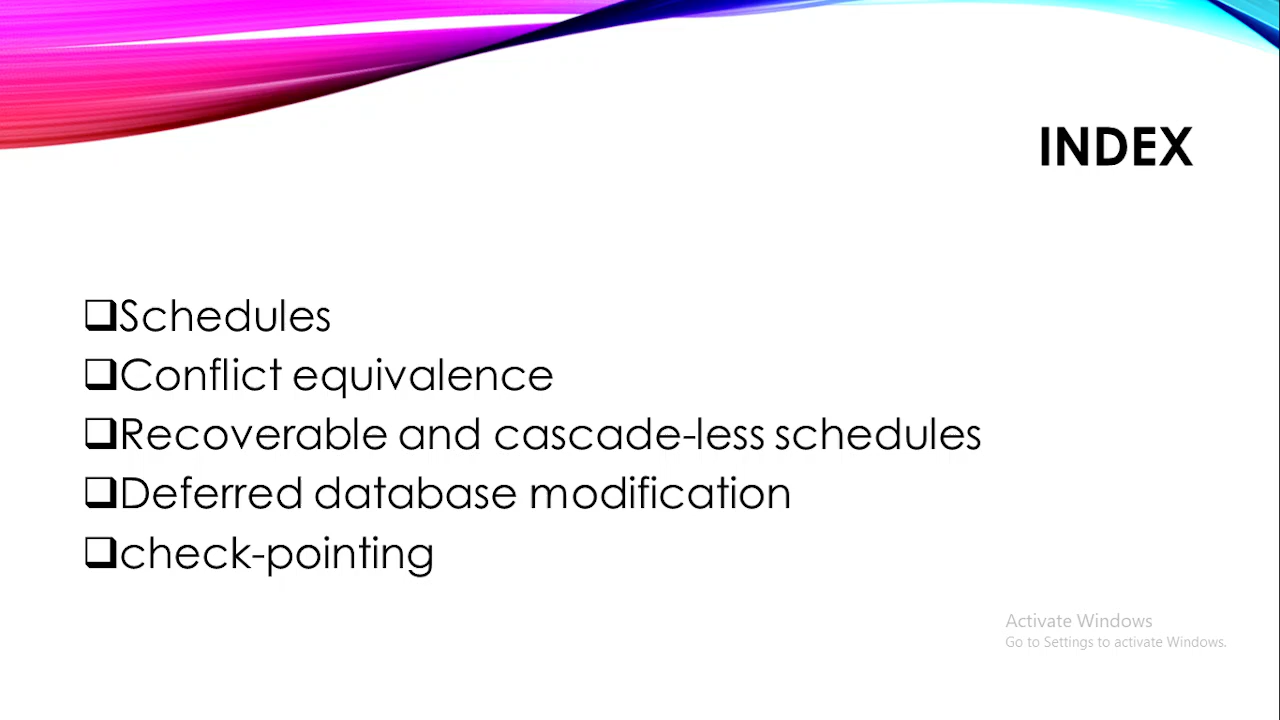 INDEX
❑Schedules
❑Conflict equivalence
❑Recoverable and cascade-less schedules
❑Deferred database modification
❑check-pointing
Activate Windows
Go to Settings to activate Windows.